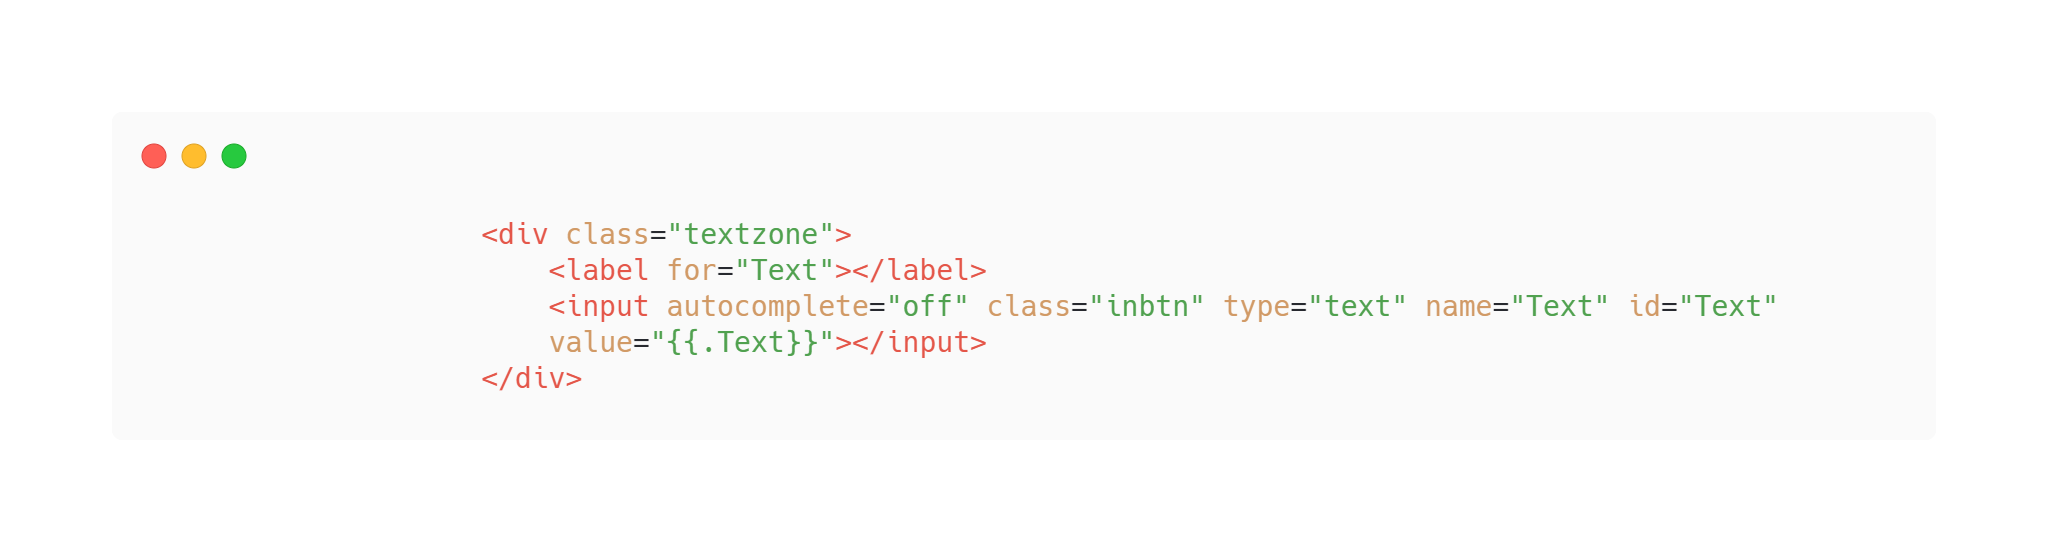 <div class="textzone">
<label for="Text"></label>
<input autocomplete="off" class="inbtn" type="text" name="Text" id="Text"
value="{{.Text}}"></input>
</div>